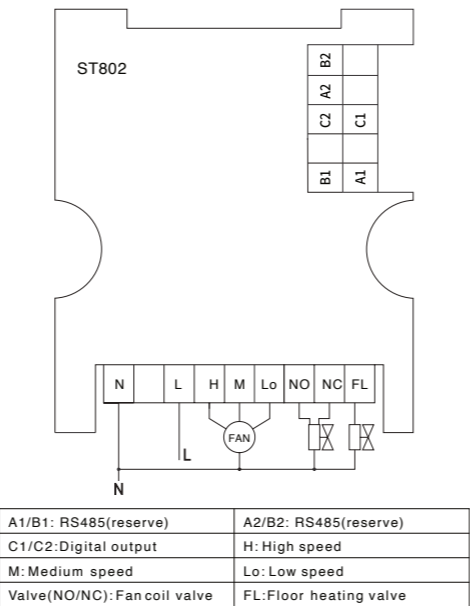 ST802
B2
A2
C2 C1
B1 A1
N L H M Lo NO NC FL
FAN
L
N
A1/B1: RS485(reserve) A2/B2: RS485(reserve)
C1/C2:Digital output H:High speed
M:Medium speed Lo:Low speed
Valve(NO/NC):Fan coil valve FL:Floor heating valve